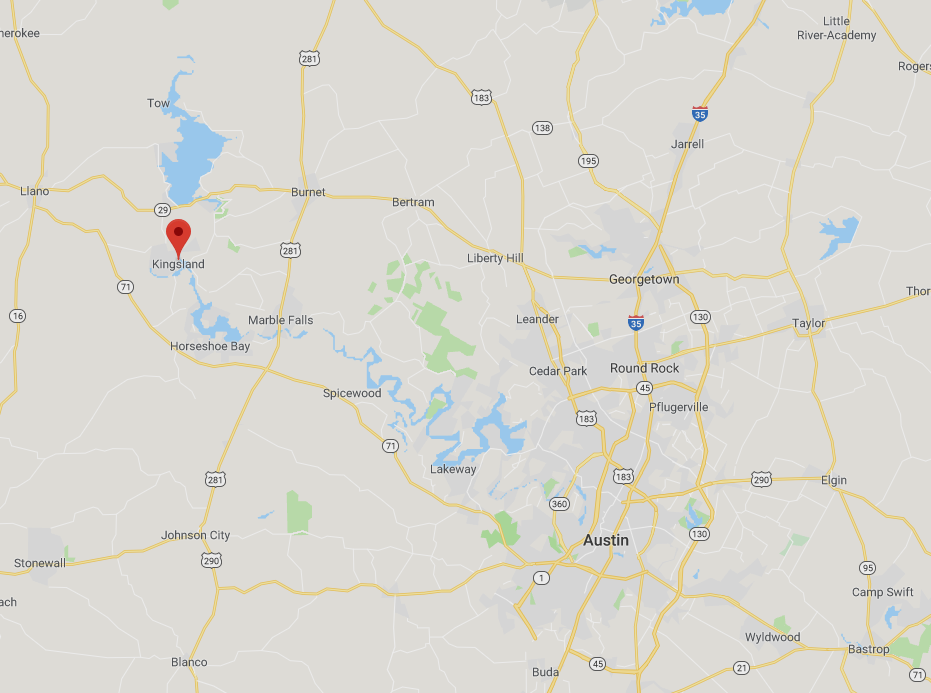 Little
River-Academy
herokee
281
Rogers
183
Tow
35
138
Jarrell
195
Llano
Burnet
Bertram
29
281
Liberty Hill
Kingsland
Georgetown
71
Thor
16
Marble Falls
Leander
35
130
Taylor
Horseshoe Bay
Cedar Park
Round Rock
45
Spicewood
Pflugerville
183
71
Lakeway
281
183
290
Elgin
360
Johnson City
Austin
130
290
Stonewall
1
95
Camp Swift
ach
Wyldwood
Bastrop
Blanco
45
21
Buda
71